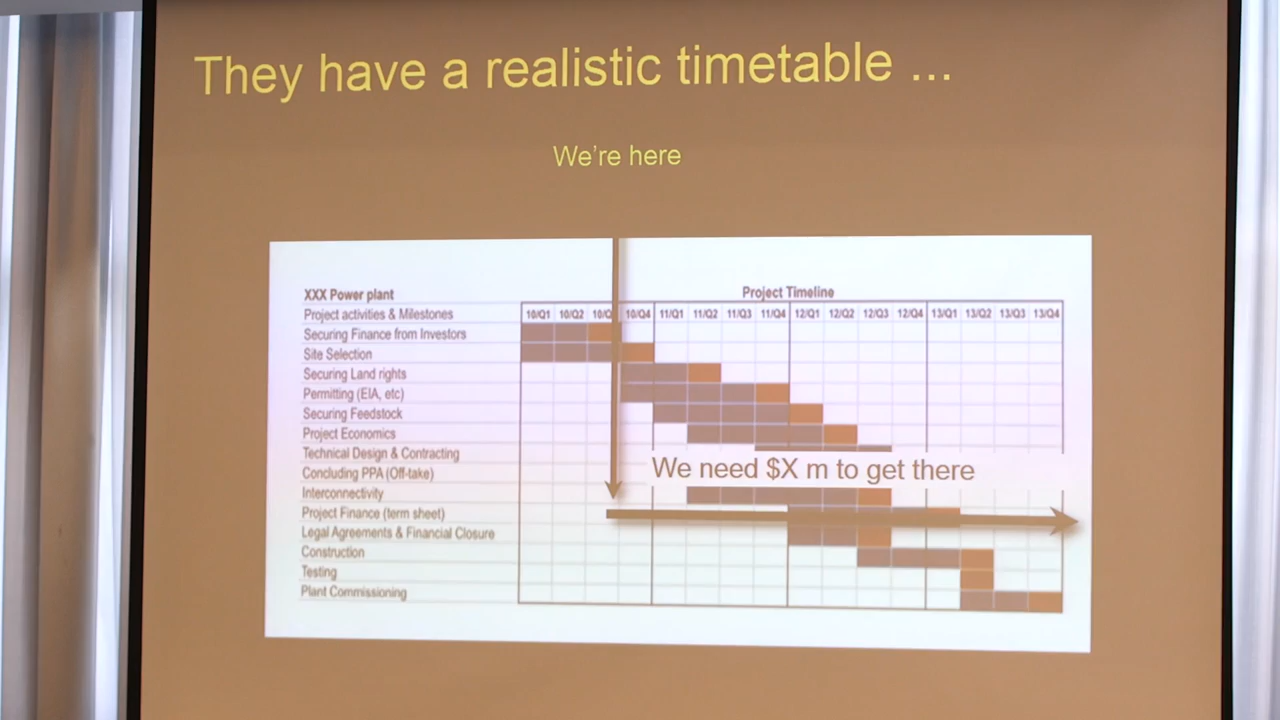 They have a realistic timetable ...
We're here
XXX Power plant
Project Timeline
Project activities & Milestones 10/Q1 10/Q2 10/Q 10/Q4 11/Q1 11/Q2 11/Q3 11/Q4 12/Q1 12/Q2 12/Q3 12/Q4 13/Q1 13/Q2 13/Q3 13/Q4
Securing Finance from Investors
Site Selection
Securing Land rights
Permitting (EIA, etc)
Securing Feedstock
Project Economics
Technical Design & Contracting
Concluding PPA (Off-take)
We need $X m to get there
Interconnectivity
Project Finance (term sheet)
Legal Agreements & Financial Closure
Construction
Testing
Plant Commissioning